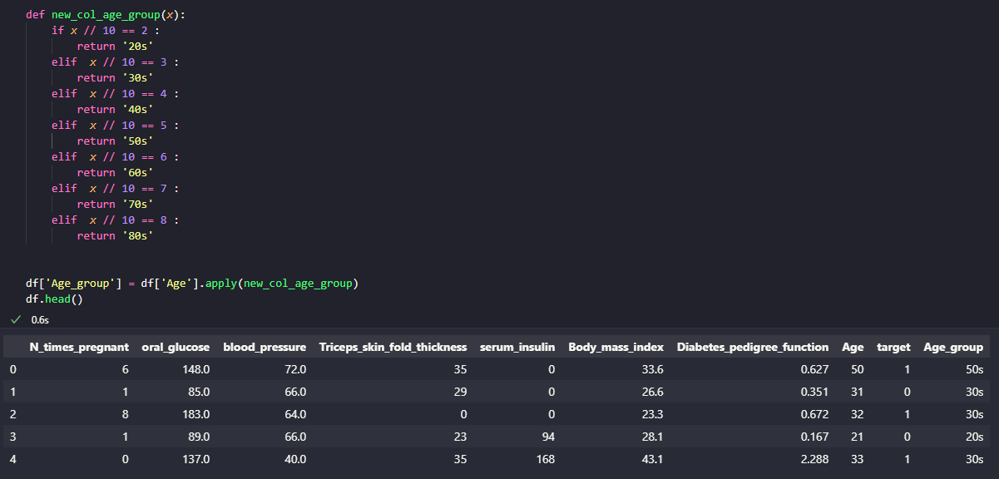 def new_col_age_group(x):
    if x // 10 == 2 :
        return '20s'
    elif  x // 10 == 3 :
        return '30s'
    elif  x // 10 == 4 :
        return '40s'
    elif  x // 10 == 5 :
        return '50s'
    elif  x // 10 == 6 :
        return '60s'
    elif  x // 10 == 7 :
        return '70s'
    elif  x // 10 == 8 :
        return '80s'
df['Age_group'] = df['Age'].apply(new_col_age_group)
df.head()
✓ 0.6s
N_times_pregnant oral_glucose blood_pressure Triceps_skin_fold_thickness serum_insulin Body_mass_index Diabetes_pedigree_function Age target Age_group
0 6 148.0 72.0 35 0 33.6 0.627 50 1 50s
1 1 85.0 66.0 29 0 26.6 0.351 31 0 30s
2 8 183.0 64.0 0 0 23.3 0.672 32 1 30s
3 1 89.0 66.0 23 94 28.1 0.167 21 0 20s
4 0 137.0 40.0 35 168 43.1 2.288 33 1 30s